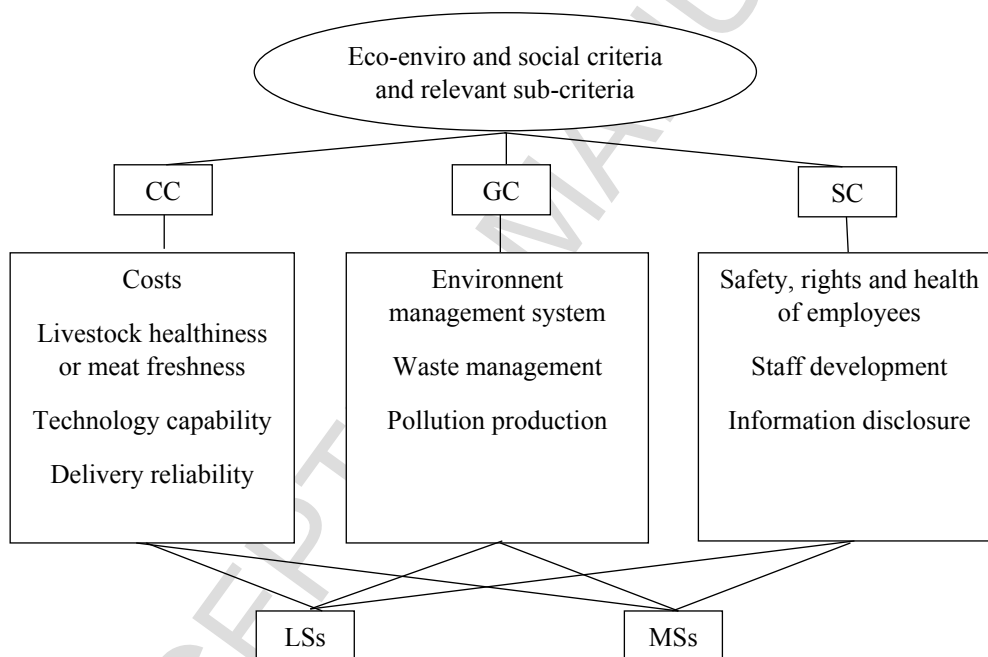 Eco-enviro and social criteria
and relevant sub-criteria
CC
GC
SC
Costs
Livestock healthiness
or meat freshness
Technology capability
Delivery reliability
Environnent
management system
Waste management
Pollution production
Safety, rights and health
of employees
Staff development
Information disclosure
LSs
MSs